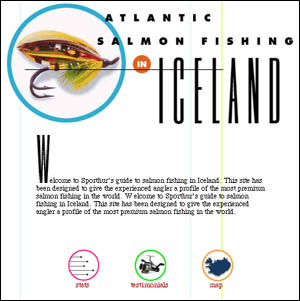 ATLANTIC
SALMON FISHING
IN ICELAND
Welcome to Sporthur's guide to salmon fishing in Iceland. This site has
been designed to give the experienced angler a profile of the most premium
salmon fishing in the world. Welcome to Sporthur's guide to salmon
fishing in Iceland. This site has been designed to give the experienced
angler a profile of the most premium salmon fishing in the world.
stats testimonials map